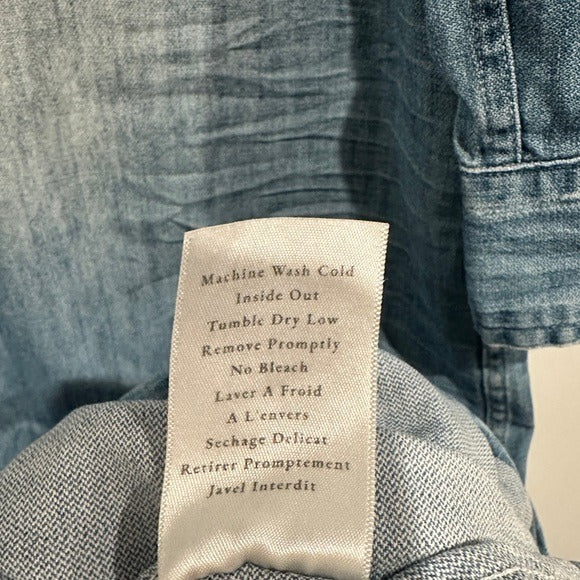 Machine Wash Cold
Inside Out
Tumble Dry Low
Remove Promptly
No Bleach
Laver A Froid
A L'envers
Sechage Delicat
Retirer Promptement
Javel Interdit